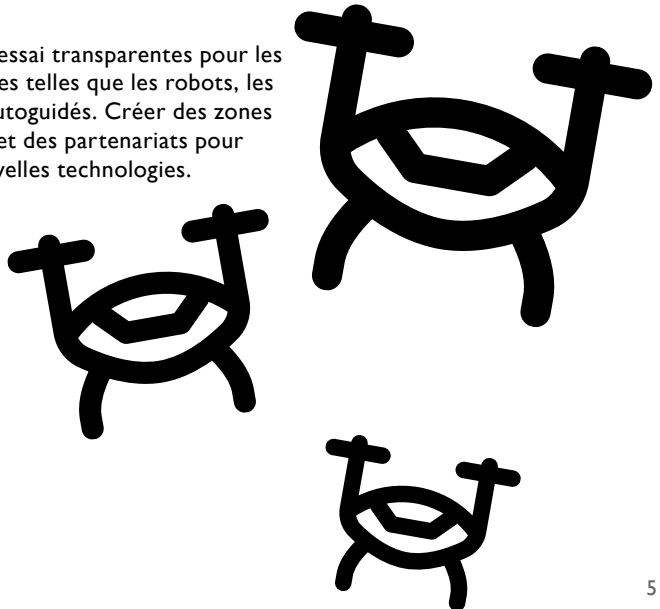 essai transparentes pour les
es telles que les robots, les
utoguidés. Créer des zones
et des partenariats pour
velles technologies.
5